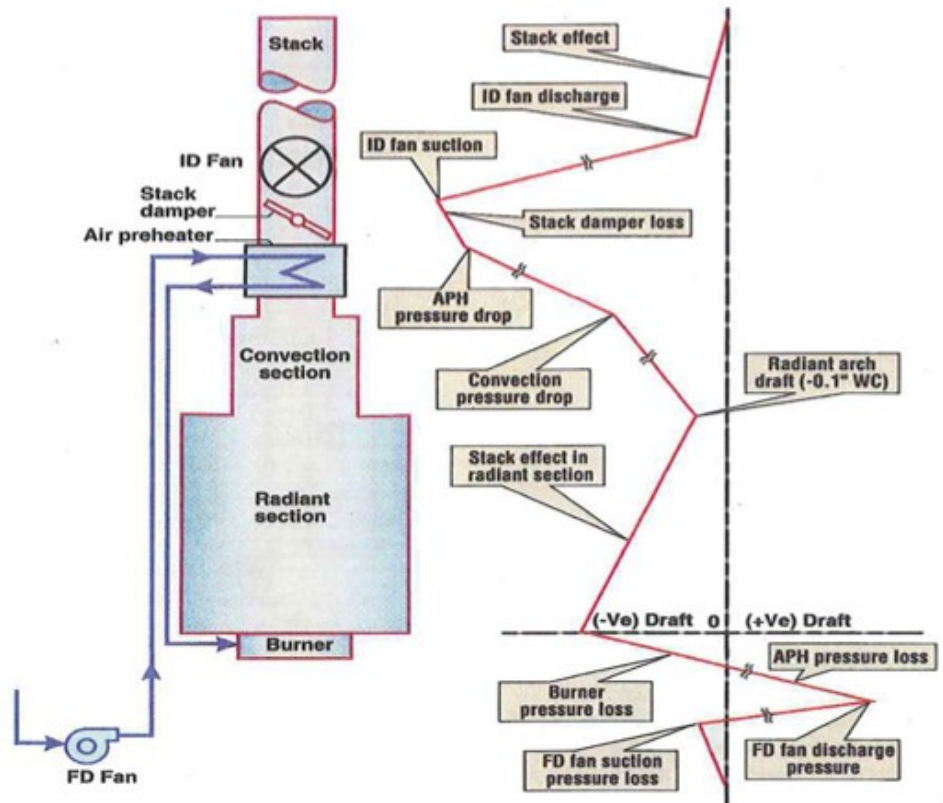 Stack
ID Fan
Stack
damper
Air preheater
Convection
section
Radiant
section
Burner
FD Fan
Stack effect
ID fan discharge
ID fan suction
Stack damper loss
APH
pressure drop
Convection
pressure drop
Radiant arch
draft (-0.1" WC)
Stack effect in
radiant section
(-Ve) Draft 0 (+Ve) Draft
APH pressure loss
Burner
pressure loss
FD fan suction
pressure loss
FD fan discharge
pressure